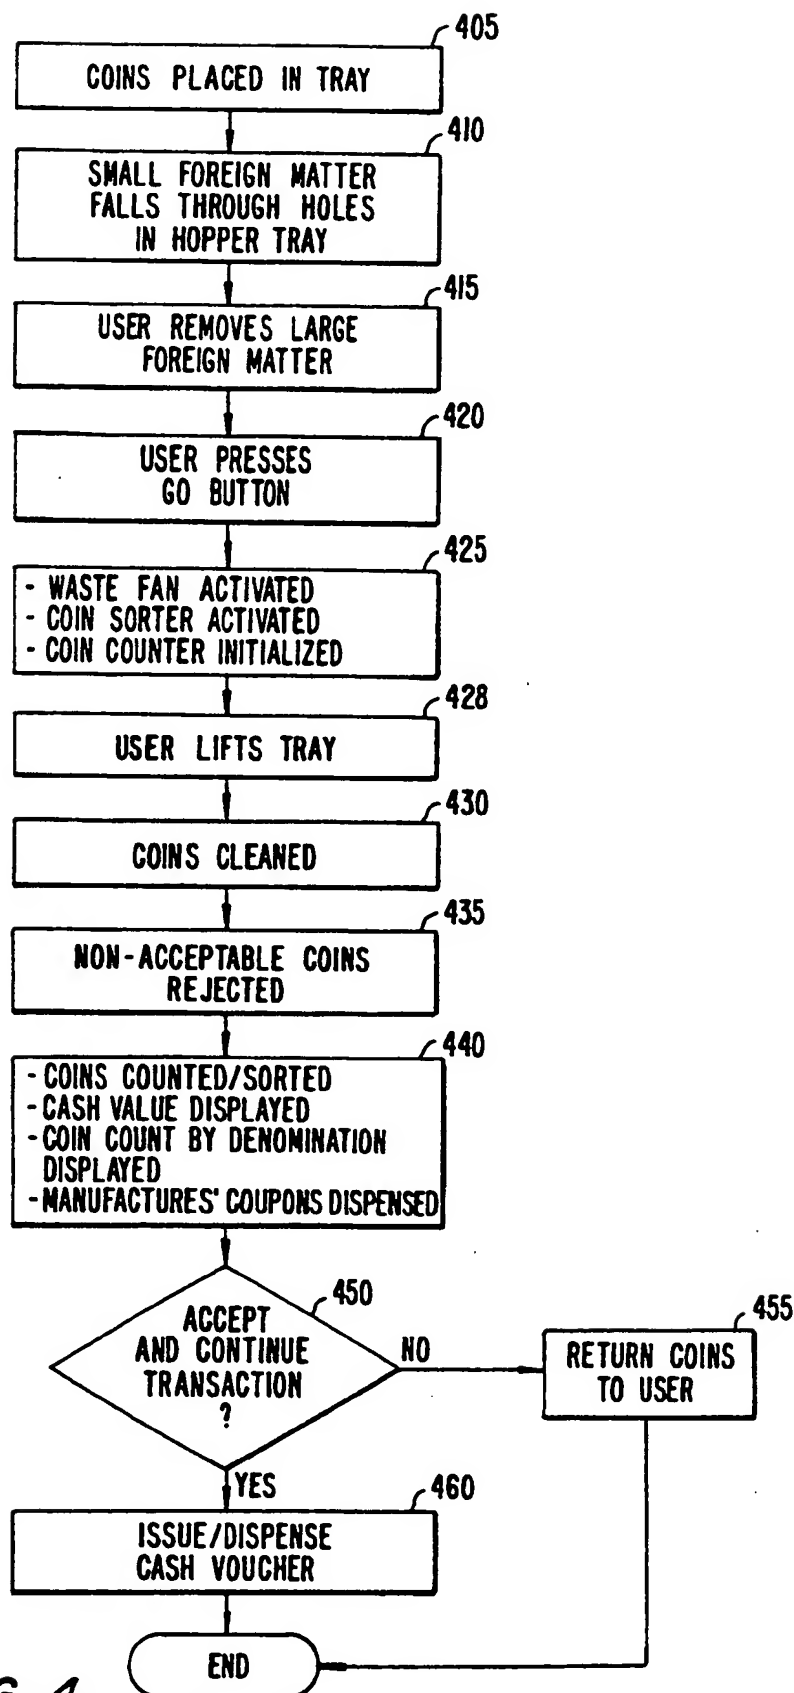 405
COINS PLACED IN TRAY
410
SMALL FOREIGN MATTER
FALLS THROUGH HOLES
IN HOPPER TRAY
415
USER REMOVES LARGE
FOREIGN MATTER
420
USER PRESSES
GO BUTTON
425
- WASTE FAN ACTIVATED
- COIN SORTER ACTIVATED
- COIN COUNTER INITIALIZED
428
USER LIFTS TRAY
430
COINS CLEANED
435
NON-ACCEPTABLE COINS
REJECTED
440
- COINS COUNTED/SORTED
- CASH VALUE DISPLAYED
- COIN COUNT BY DENOMINATION
DISPLAYED
- MANUFACTURES' COUPONS DISPENSED
450
ACCEPT
AND CONTINUE
TRANSACTION
?
NO
455
RETURN COINS
TO USER
YES
460
ISSUE/DISPENSE
CASH VOUCHER
END